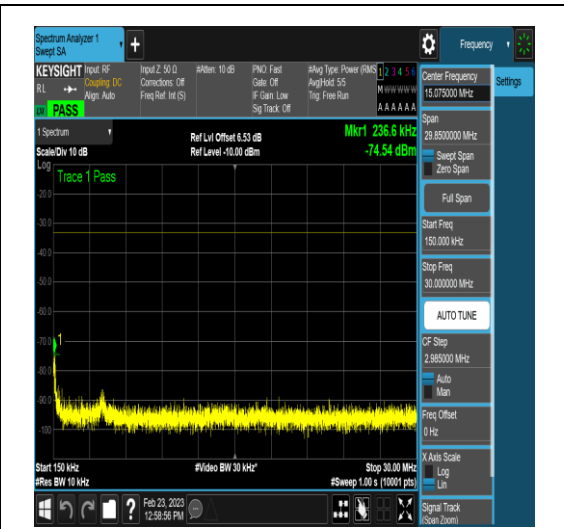 Spectrum Analyzer 1
Swept SA
+
Frequency
KEYSIGHT
RL
PASS
Input: RF
Coupling: DC
Align: Auto
Input Z: 50 Ω
Corrections: Off
Freq Ref: Int (S)
#Atten: 10 dB
PNO: Fast
Gate: Off
IF Gain: Low
Sig Track: Off
#Avg Type: Power (RMS
Avg|Hold: 5/5
Trig: Free Run
1 2 3 4 5 6
M W W W W W
A A A A A A
1 Spectrum
Scale/Div 10 dB
Ref Lvl Offset 6.53 dB
Ref Level -10.00 dBm
Mkr1 236.6 kHz
-74.54 dBm
Log
Trace 1 Pass
-20.0
-30.0
-40.0
-50.0
-60.0
-70.0
-80.0
-90.0
-100
1
Start 150 kHz
#Res BW 10 kHz
#Video BW 30 kHz*
Stop 30.00 MHz
#Sweep 1.00 s (10001 pts)
?
Feb 23, 2023
12:58:56 PM
Center Frequency
15.075000 MHz
Settings
Span
29.8500000 MHz
Swept Span
Zero Span
Full Span
Start Freq
150.000 kHz
Stop Freq
30.000000 MHz
AUTO TUNE
CF Step
2.985000 MHz
Auto
Man
Freq Offset
0 Hz
X Axis Scale
Log
Lin
Signal Track
(Span Zoom)